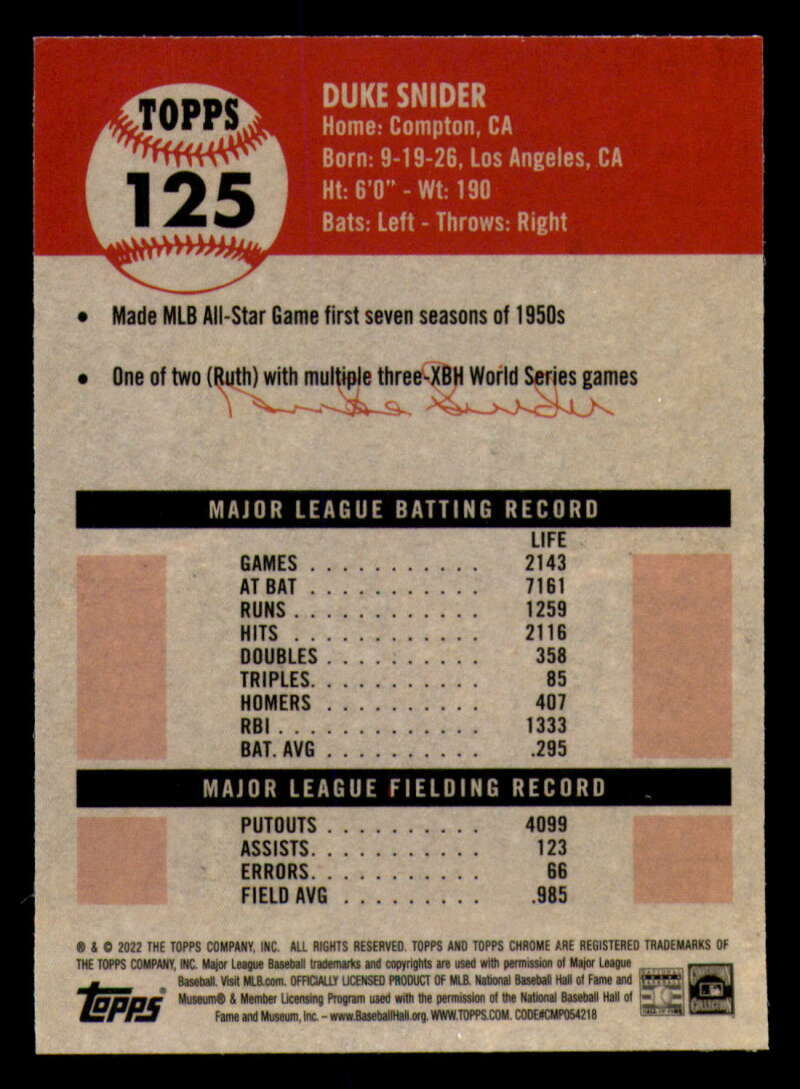 TOPPS
125
DUKE SNIDER
Home: Compton, CA
Born: 9-19-26, Los Angeles, CA
Ht: 6'0" - Wt: 190
Bats: Left - Throws: Right
• Made MLB All-Star Game first seven seasons of 1950s
• One of two (Ruth) with multiple three-XBH World Series games
Duke Snider
MAJOR LEAGUE BATTING RECORD
LIFE
GAMES . . . . . . . . . . . 2143
AT BAT . . . . . . . . . . . 7161
RUNS . . . . . . . . . . . . 1259
HITS . . . . . . . . . . . . 2116
DOUBLES . . . . . . . . . . 358
TRIPLES. . . . . . . . . . . 85
HOMERS . . . . . . . . . . 407
RBI . . . . . . . . . . . . . 1333
BAT. AVG . . . . . . . . . . .295
MAJOR LEAGUE FIELDING RECORD
PUTOUTS . . . . . . . . . . 4099
ASSISTS. . . . . . . . . . . 123
ERRORS. . . . . . . . . . . 66
FIELD AVG . . . . . . . . . .985
® & © 2022 THE TOPPS COMPANY, INC. ALL RIGHTS RESERVED. TOPPS AND TOPPS CHROME ARE REGISTERED TRADEMARKS OF
THE TOPPS COMPANY, INC. Major League Baseball trademarks and copyrights are used with permission of Major League
Baseball. Visit MLB.com. OFFICIALLY LICENSED PRODUCT OF MLB. National Baseball Hall of Fame and
Museum® & Member Licensing Program used with the permission of the National Baseball Hall of
Fame and Museum, Inc. – www.BaseballHall.org. WWW.TOPPS.COM. CODE#CMP054218
Topps®